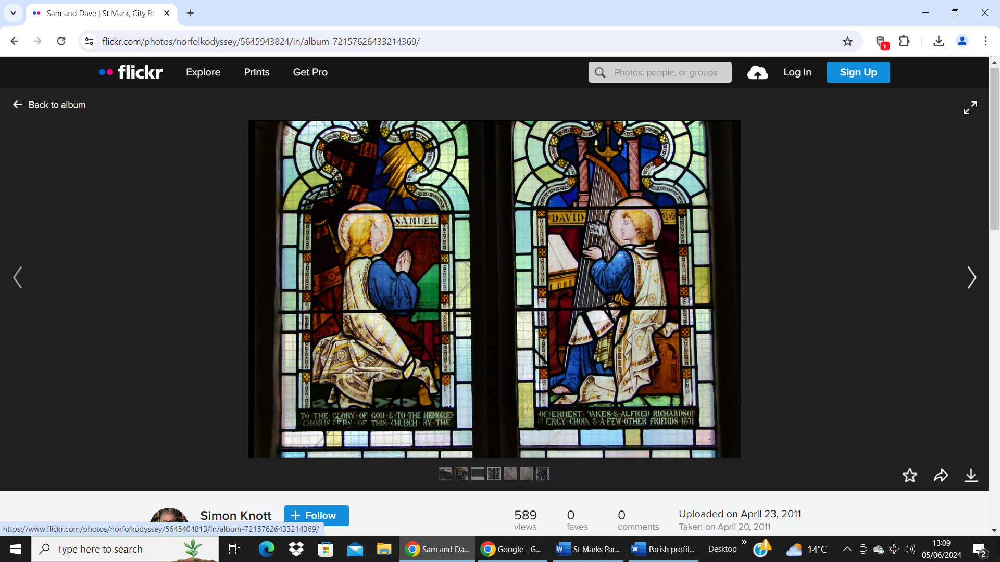 Sam and Dave | St Mark, City Ro
flickr.com/photos/norfolkodyssey/5645943824/in/album-72157626433214369/
1
flickr
Explore
Prints
Get Pro
Photos, people, or groups
Log In
Sign Up
Back to album
SAMUEL
DAVID
TO THE GLORY OF GOD & TO THE MEMORIES
CHORISTERS OF THIS CHURCH BY THE
OF ERNEST OAKES & ALFRED RICHARDSON
CLERGY CHOIR & A FEW OTHER FRIENDS 1371
Simon Knott
+ Follow
589
views
0
faves
0
comments
Uploaded on April 23, 2011
Taken on April 20, 2011
https://www.flickr.com/photos/norfolkodyssey/5645404813/in/album-72157626433214369/
Type here to search
Sam and Da...
Google - G...
St Marks Par...
Parish profil...
Desktop
14°C
13:09
05/06/2024
2